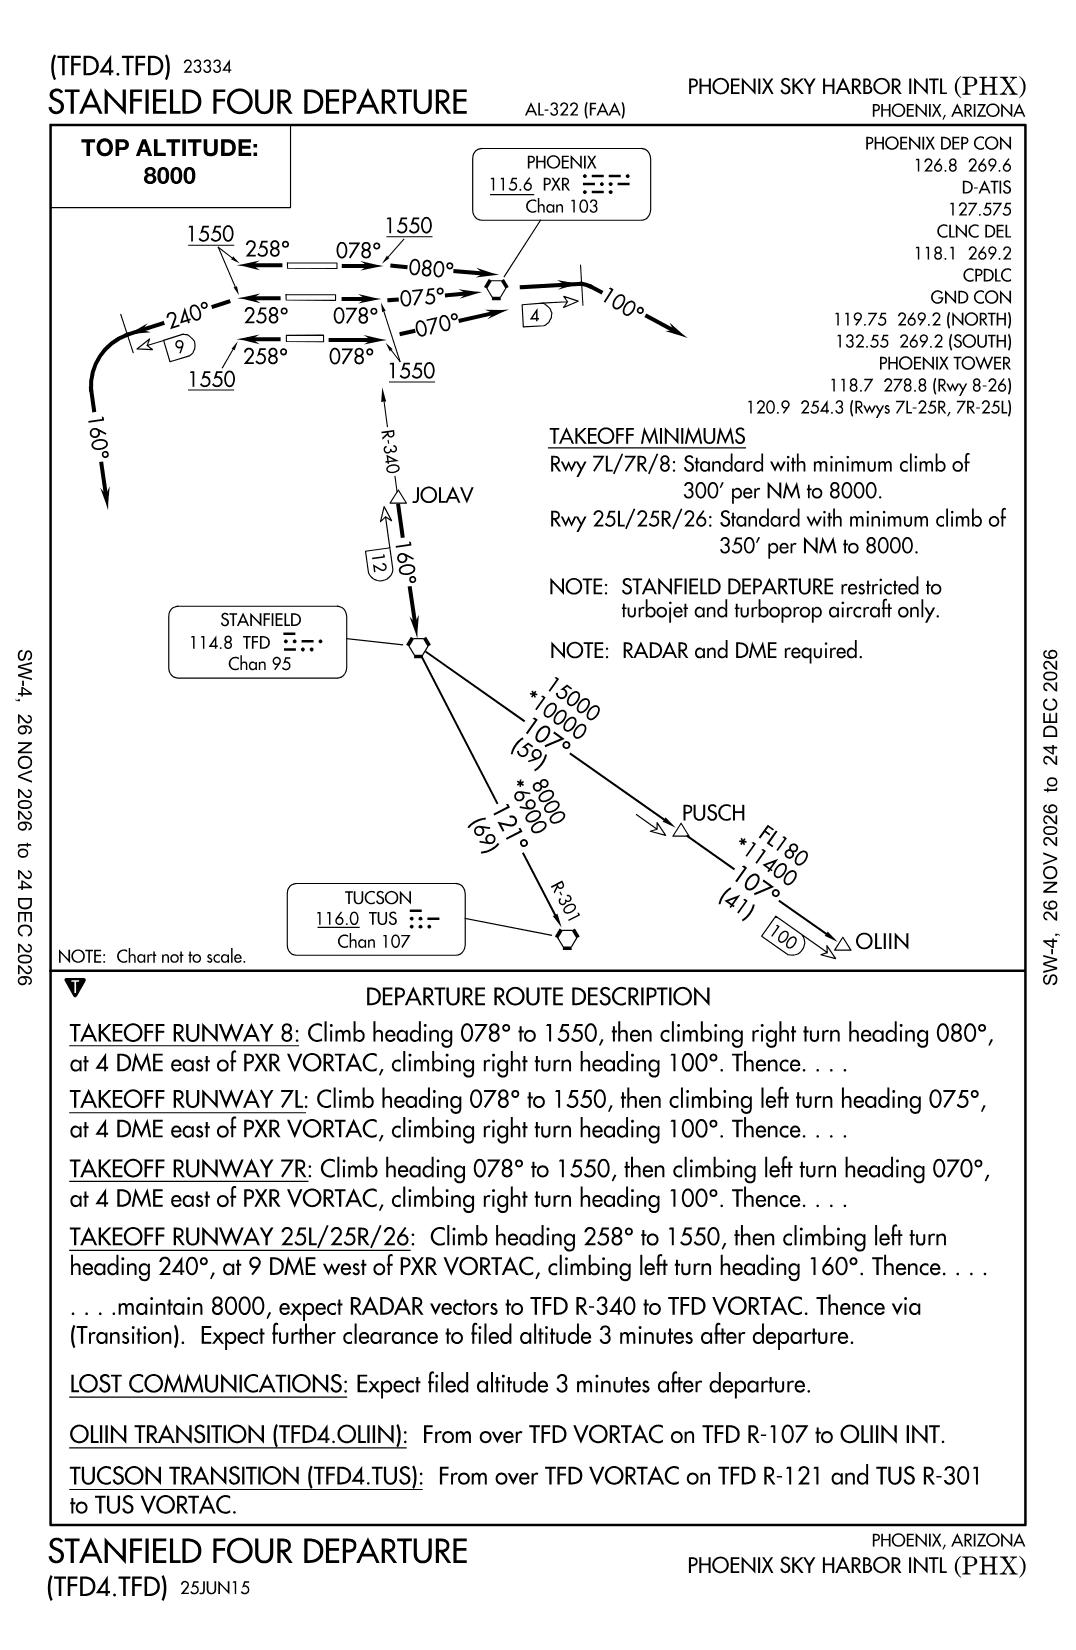 (TFD4.TFD) 23334
STANFIELD FOUR DEPARTURE
AL-322 (FAA)
PHOENIX SKY HARBOR INTL (PHX)
PHOENIX, ARIZONA
TOP ALTITUDE:
8000
PHOENIX
115.6 PXR
Chan 103
PHOENIX DEP CON
126.8 269.6
D-ATIS
127.575
CLNC DEL
118.1 269.2
CPDLC
GND CON
119.75 269.2 (NORTH)
132.55 269.2 (SOUTH)
PHOENIX TOWER
118.7 278.8 (Rwy 8-26)
120.9 254.3 (Rwys 7L-25R, 7R-25L)
1550
258°
078°
1550
080°
258°
078°
075°
258°
078°
070°
1550
1550
240°
9
160°
4
100°
R-340
JOLAV
12
160°
TAKEOFF MINIMUMS
Rwy 7L/7R/8: Standard with minimum climb of
300' per NM to 8000.
Rwy 25L/25R/26: Standard with minimum climb of
350' per NM to 8000.
NOTE: STANFIELD DEPARTURE restricted to
turbojet and turboprop aircraft only.
NOTE: RADAR and DME required.
STANFIELD
114.8 TFD
Chan 95
15000
*10000
107°
(59)
8000
*6900
121°
(69)
PUSCH
FL180
*11400
107°
(41)
100
OLIIN
R-301
TUCSON
116.0 TUS
Chan 107
NOTE: Chart not to scale.
SW-4, 26 NOV 2026 to 24 DEC 2026
SW-4, 26 NOV 2026 to 24 DEC 2026
T
DEPARTURE ROUTE DESCRIPTION
TAKEOFF RUNWAY 8: Climb heading 078° to 1550, then climbing right turn heading 080°,
at 4 DME east of PXR VORTAC, climbing right turn heading 100°. Thence. . . .
TAKEOFF RUNWAY 7L: Climb heading 078° to 1550, then climbing left turn heading 075°,
at 4 DME east of PXR VORTAC, climbing right turn heading 100°. Thence. . . .
TAKEOFF RUNWAY 7R: Climb heading 078° to 1550, then climbing left turn heading 070°,
at 4 DME east of PXR VORTAC, climbing right turn heading 100°. Thence. . . .
TAKEOFF RUNWAY 25L/25R/26: Climb heading 258° to 1550, then climbing left turn
heading 240°, at 9 DME west of PXR VORTAC, climbing left turn heading 160°. Thence. . . .
. . . .maintain 8000, expect RADAR vectors to TFD R-340 to TFD VORTAC. Thence via
(Transition). Expect further clearance to filed altitude 3 minutes after departure.
LOST COMMUNICATIONS: Expect filed altitude 3 minutes after departure.
OLIIN TRANSITION (TFD4.OLIIN): From over TFD VORTAC on TFD R-107 to OLIIN INT.
TUCSON TRANSITION (TFD4.TUS): From over TFD VORTAC on TFD R-121 and TUS R-301
to TUS VORTAC.
STANFIELD FOUR DEPARTURE
(TFD4.TFD) 25JUN15
PHOENIX, ARIZONA
PHOENIX SKY HARBOR INTL (PHX)